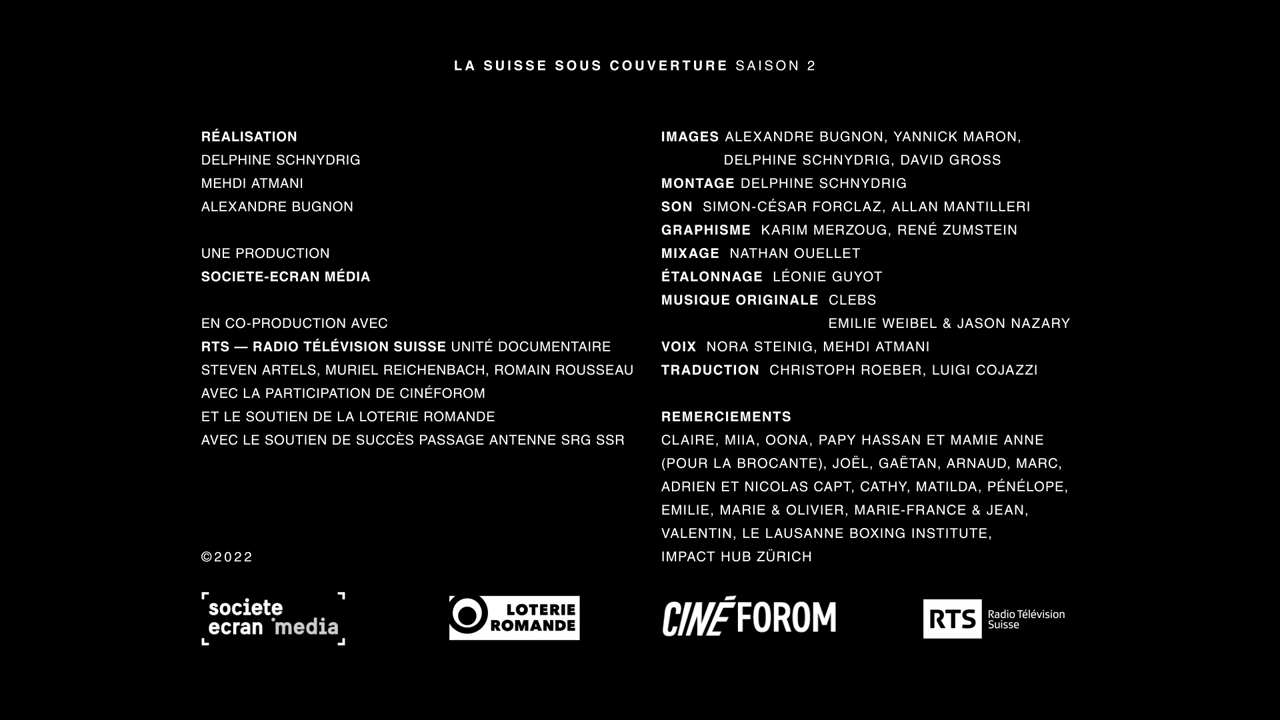 LA SUISSE SOUS COUVERTURE SAISON 2
RÉALISATION
DELPHINE SCHNYDRIG
MEHDI ATMANI
ALEXANDRE BUGNON
UNE PRODUCTION
SOCIETE-ECRAN MÉDIA
EN CO-PRODUCTION AVEC
RTS — RADIO TÉLÉVISION SUISSE UNITÉ DOCUMENTAIRE
STEVEN ARTELS, MURIEL REICHENBACH, ROMAIN ROUSSEAU
AVEC LA PARTICIPATION DE CINÉFOROM
ET LE SOUTIEN DE LA LOTERIE ROMANDE
AVEC LE SOUTIEN DE SUCCÈS PASSAGE ANTENNE SRG SSR
©2022
IMAGES ALEXANDRE BUGNON, YANNICK MARON,
DELPHINE SCHNYDRIG, DAVID GROSS
MONTAGE DELPHINE SCHNYDRIG
SON SIMON-CÉSAR FORCLAZ, ALLAN MANTILLERI
GRAPHISME KARIM MERZOUG, RENÉ ZUMSTEIN
MIXAGE NATHAN OUELLET
ÉTALONNAGE LÉONIE GUYOT
MUSIQUE ORIGINALE CLEBS
EMILIE WEIBEL & JASON NAZARY
VOIX NORA STEINIG, MEHDI ATMANI
TRADUCTION CHRISTOPH ROEBER, LUIGI COJAZZI
REMERCIEMENTS
CLAIRE, MIIA, OONA, PAPY HASSAN ET MAMIE ANNE
(POUR LA BROCANTE), JOËL, GAËTAN, ARNAUD, MARC,
ADRIEN ET NICOLAS CAPT, CATHY, MATILDA, PÉNÉLOPE,
EMILIE, MARIE & OLIVIER, MARIE-FRANCE & JEAN,
VALENTIN, LE LAUSANNE BOXING INSTITUTE,
IMPACT HUB ZÜRICH
societe
ecran media
LOTERIE
ROMANDE
CINÉFOROM
RTS Radio Télévision
Suisse